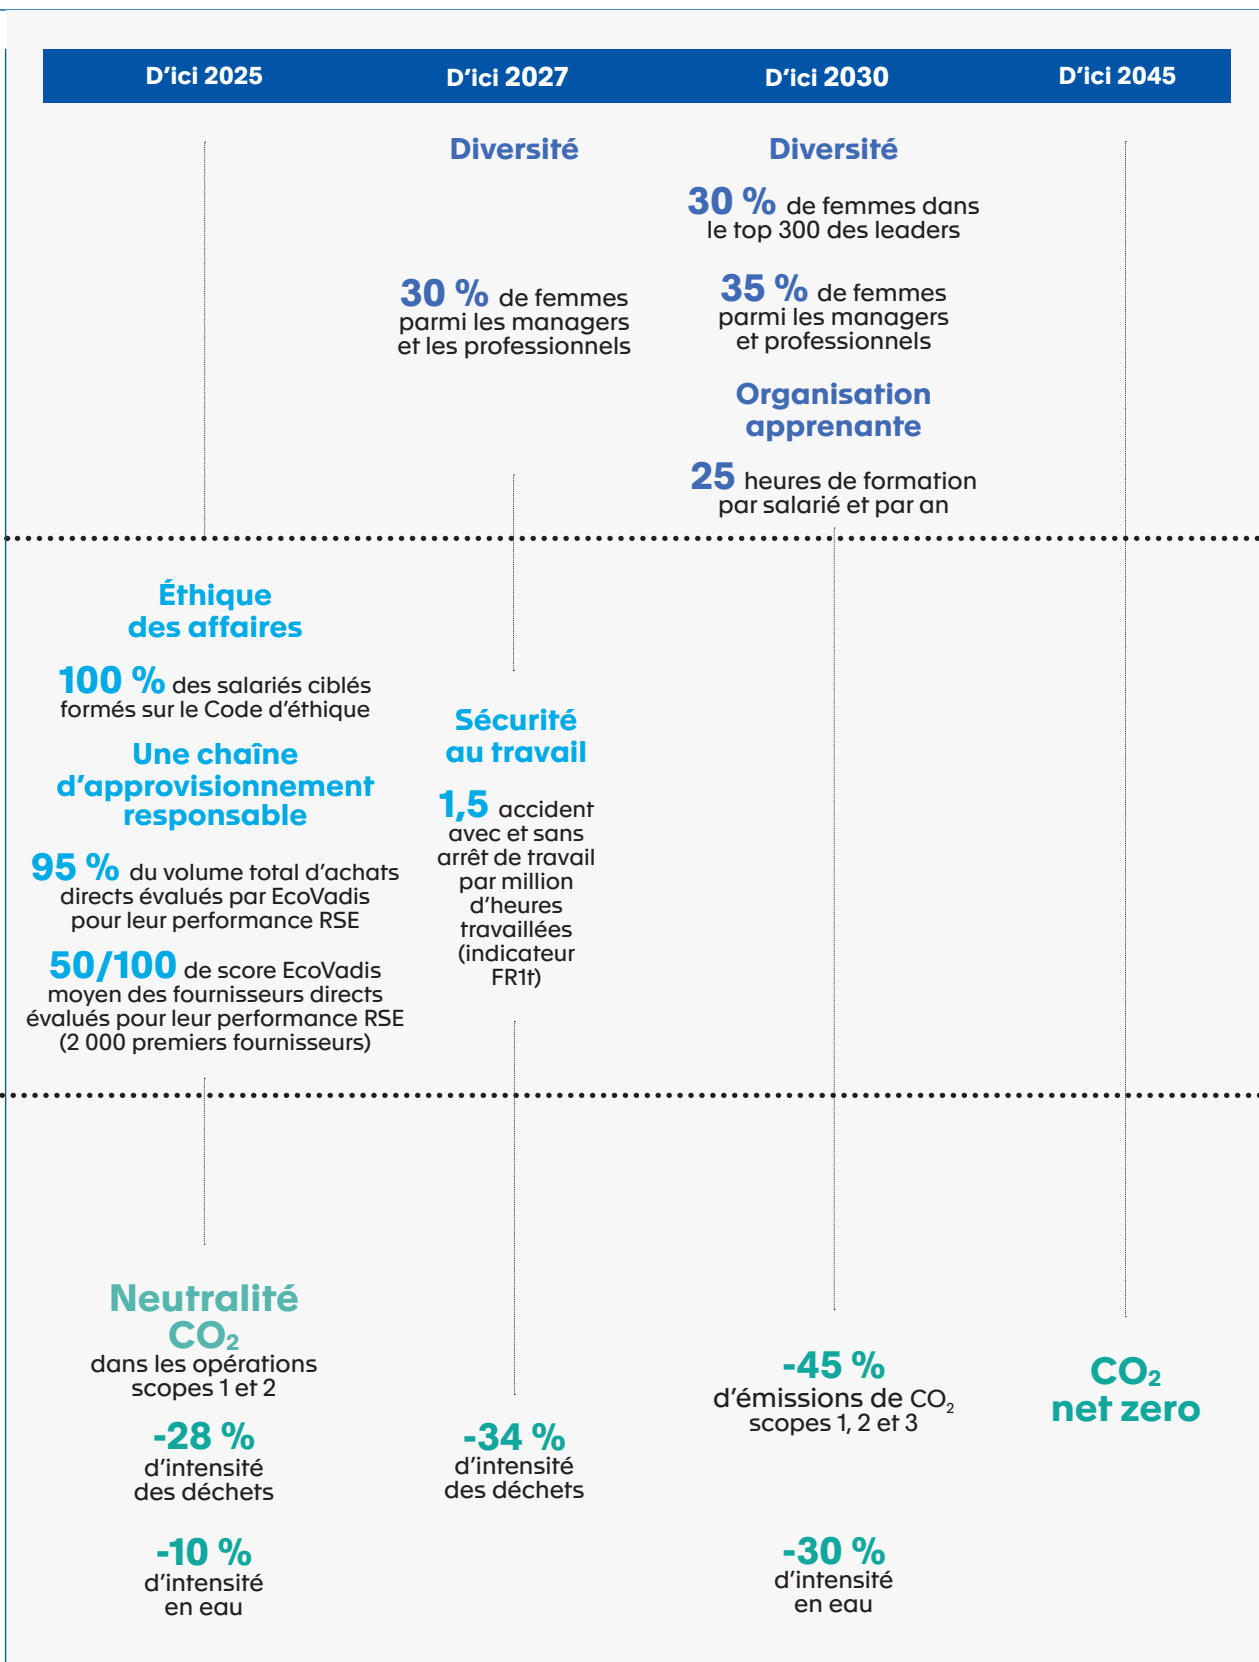 D'ici 2025
D'ici 2027
D'ici 2030
D'ici 2045
Diversité
30 % de femmes
parmi les managers
et les professionnels
Diversité
30 % de femmes dans
le top 300 des leaders
35 % de femmes
parmi les managers
et professionnels
Organisation
apprenante
25 heures de formation
par salarié et par an
Éthique
des affaires
100 % des salariés ciblés
formés sur le Code d'éthique
Une chaîne
d'approvisionnement
responsable
95 % du volume total d'achats
directs évalués par EcoVadis
pour leur performance RSE
50/100 de score EcoVadis
moyen des fournisseurs directs
évalués pour leur performance RSE
(2 000 premiers fournisseurs)
Sécurité
au travail
1,5 accident
avec et sans
arrêt de travail
par million
d'heures
travaillées
(indicateur
FR1t)
Neutralité
CO₂
dans les opérations
scopes 1 et 2
-28 %
d'intensité
des déchets
-10 %
d'intensité
en eau
-34 %
d'intensité
des déchets
-45 %
d'émissions de CO₂
scopes 1, 2 et 3
-30 %
d'intensité
en eau
CO₂
net zero